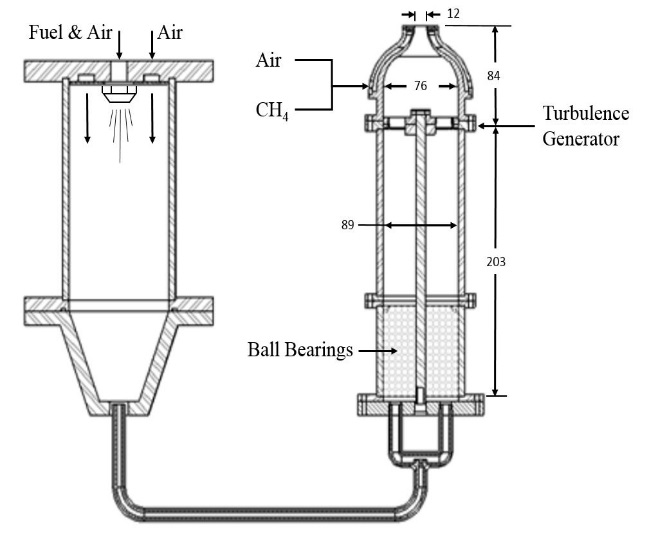 Fuel & Air
Air
12
Air
CH₄
76
84
Turbulence
Generator
89
203
Ball Bearings